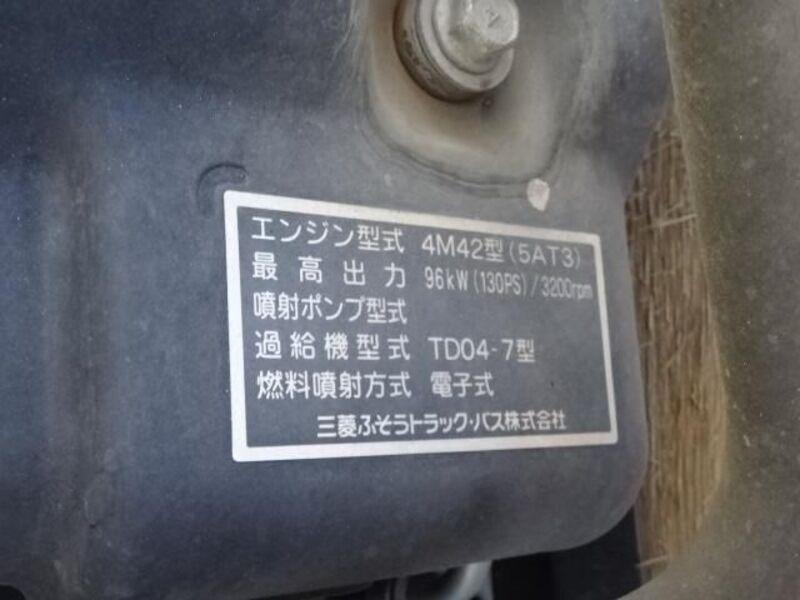 エンジン型式 4M42型(5AT3)
最高出力 96kW(130PS)/3200rpm
噴射ポンプ型式
過給機型式 TD04-7型
燃料噴射方式 電子式
三菱ふそうトラック・バス株式会社